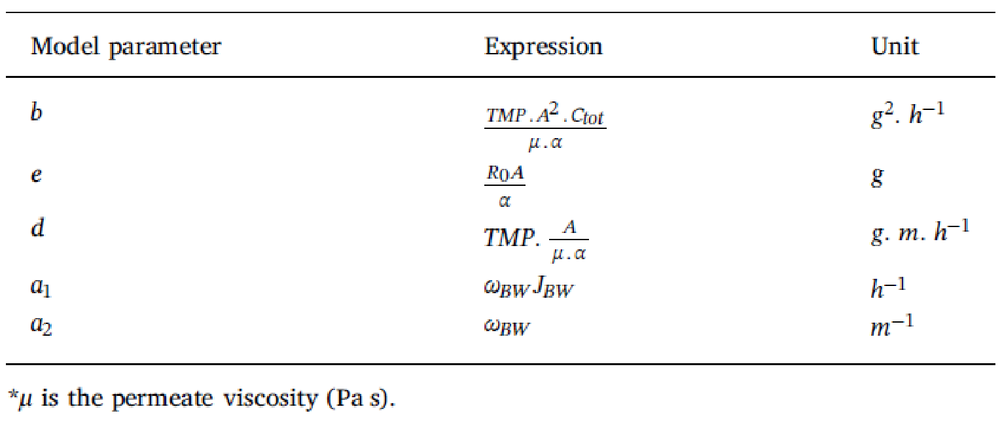 Model parameter Expression Unit
b \frac{TMP . A^2 . C_{tot}}{\mu . \alpha} g^2. h^{-1}
e \frac{R_0 A}{\alpha} g
d TMP. \frac{A}{\mu . \alpha} g. m. h^{-1}
a_1 \omega_{BW} J_{BW} h^{-1}
a_2 \omega_{BW} m^{-1}
*μ is the permeate viscosity (Pa s).